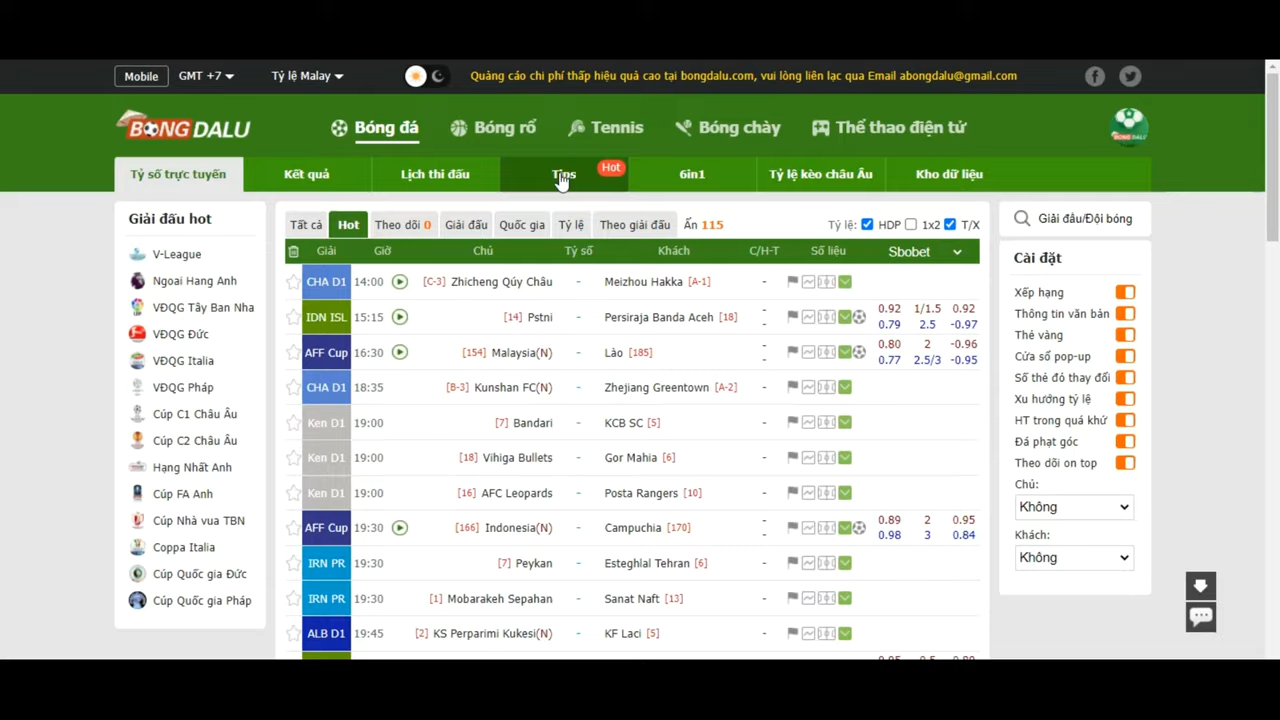 Mobile GMT +7 Tỷ lệ Malay Quảng cáo chi phí thấp hiệu quả cao tại bongdalu.com, vui lòng liên lạc qua Email abongdalu@gmail.com
BONG DALU Bóng đá Bóng rổ Tennis Bóng chày Thể thao điện tử
Tỷ số trực tuyến Kết quả Lịch thi đấu Tips Hot 6in1 Tỷ lệ kèo châu Âu Kho dữ liệu
Giải đấu hot
V-League
Ngoai Hang Anh
VĐQG Tây Ban Nha
VĐQG Đức
VĐQG Italia
VĐQG Pháp
Cúp C1 Châu Âu
Cúp C2 Châu Âu
Hạng Nhất Anh
Cúp FA Anh
Cúp Nhà vua TBN
Coppa Italia
Cúp Quốc gia Đức
Cúp Quốc gia Pháp
Tất cả Hot Theo dõi 0 Giải đấu Quốc gia Tỷ lệ Theo giải đấu Ẩn 115 Tỷ lệ: HDP 1x2 T/X
Giải Giờ Chủ Tỷ số Khách C/H-T Số liệu Sbobet
CHA D1 14:00 [C-3] Zhicheng Qúy Châu - Meizhou Hakka [A-1] -
IDN ISL 15:15 [14] Pstni - Persiraja Banda Aceh [18] - - 0.92 1/1.5 0.92
0.79 2.5 -0.97
AFF Cup 16:30 [154] Malaysia(N) - Lào [185] - - 0.80 2 -0.96
0.77 2.5/3 -0.95
CHA D1 18:35 [B-3] Kunshan FC(N) - Zhejiang Greentown [A-2] -
Ken D1 19:00 [7] Bandari - KCB SC [5] -
Ken D1 19:00 [18] Vihiga Bullets - Gor Mahia [6] -
Ken D1 19:00 [16] AFC Leopards - Posta Rangers [10] -
AFF Cup 19:30 [166] Indonesia(N) - Campuchia [170] - - 0.89 2 0.95
0.98 3 0.84
IRN PR 19:30 [7] Peykan - Esteghlal Tehran [6] -
IRN PR 19:30 [1] Mobarakeh Sepahan - Sanat Naft [13] -
ALB D1 19:45 [2] KS Perparimi Kukesi(N) - KF Laci [5] -
Giải đấu/Đội bóng
Cài đặt
Xếp hạng
Thông tin văn bản
Thẻ vàng
Cửa sổ pop-up
Số thẻ đỏ thay đổi
Xu hướng tỷ lệ
HT trong quá khứ
Đá phạt góc
Theo dõi on top
Chủ:
Không
Khách:
Không